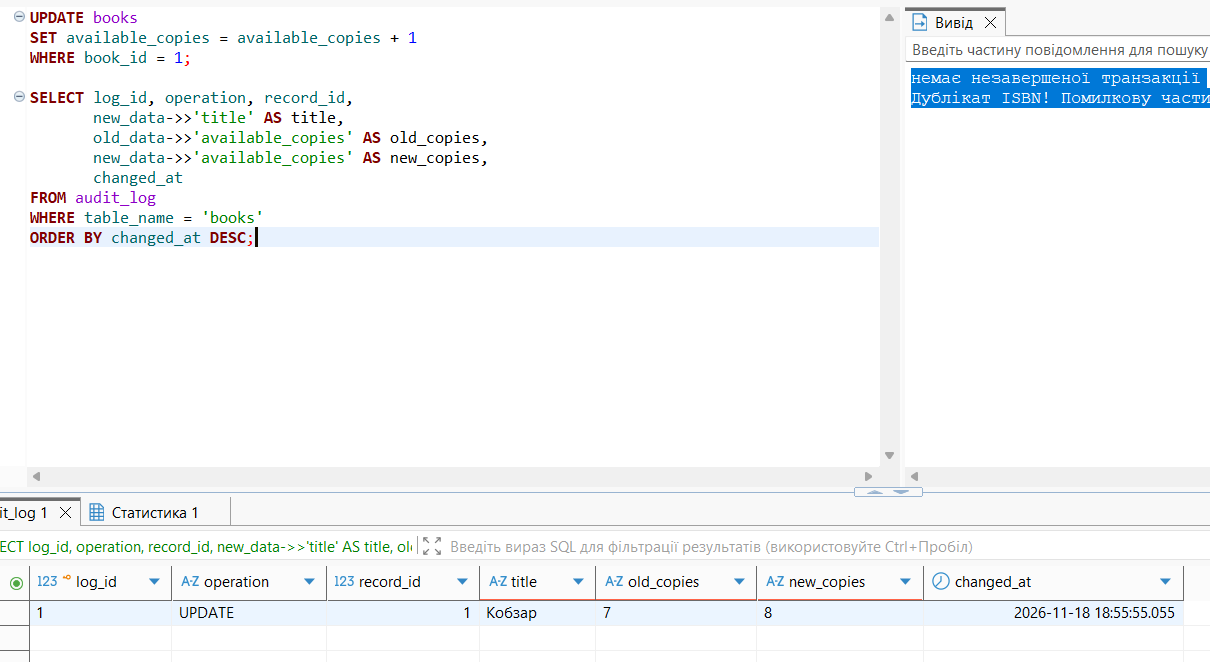 UPDATE books
SET available_copies = available_copies + 1
WHERE book_id = 1;
SELECT log_id, operation, record_id,
new_data->>'title' AS title,
old_data->>'available_copies' AS old_copies,
new_data->>'available_copies' AS new_copies,
changed_at
FROM audit_log
WHERE table_name = 'books'
ORDER BY changed_at DESC;
Вивід
Введіть частину повідомлення для пошуку
немає незавершеної транзакції
Дублікат ISBN! Помилкову части
it_log 1 Статистика 1
ECT log_id, operation, record_id, new_data->>'title' AS title, old Введіть вираз SQL для фільтрації результатів (використовуйте Ctrl+Пробіл)
123 log_id A-Z operation 123 record_id A-Z title A-Z old_copies A-Z new_copies changed_at
1 UPDATE 1 Кобзар 7 8 2026-11-18 18:55:55.055